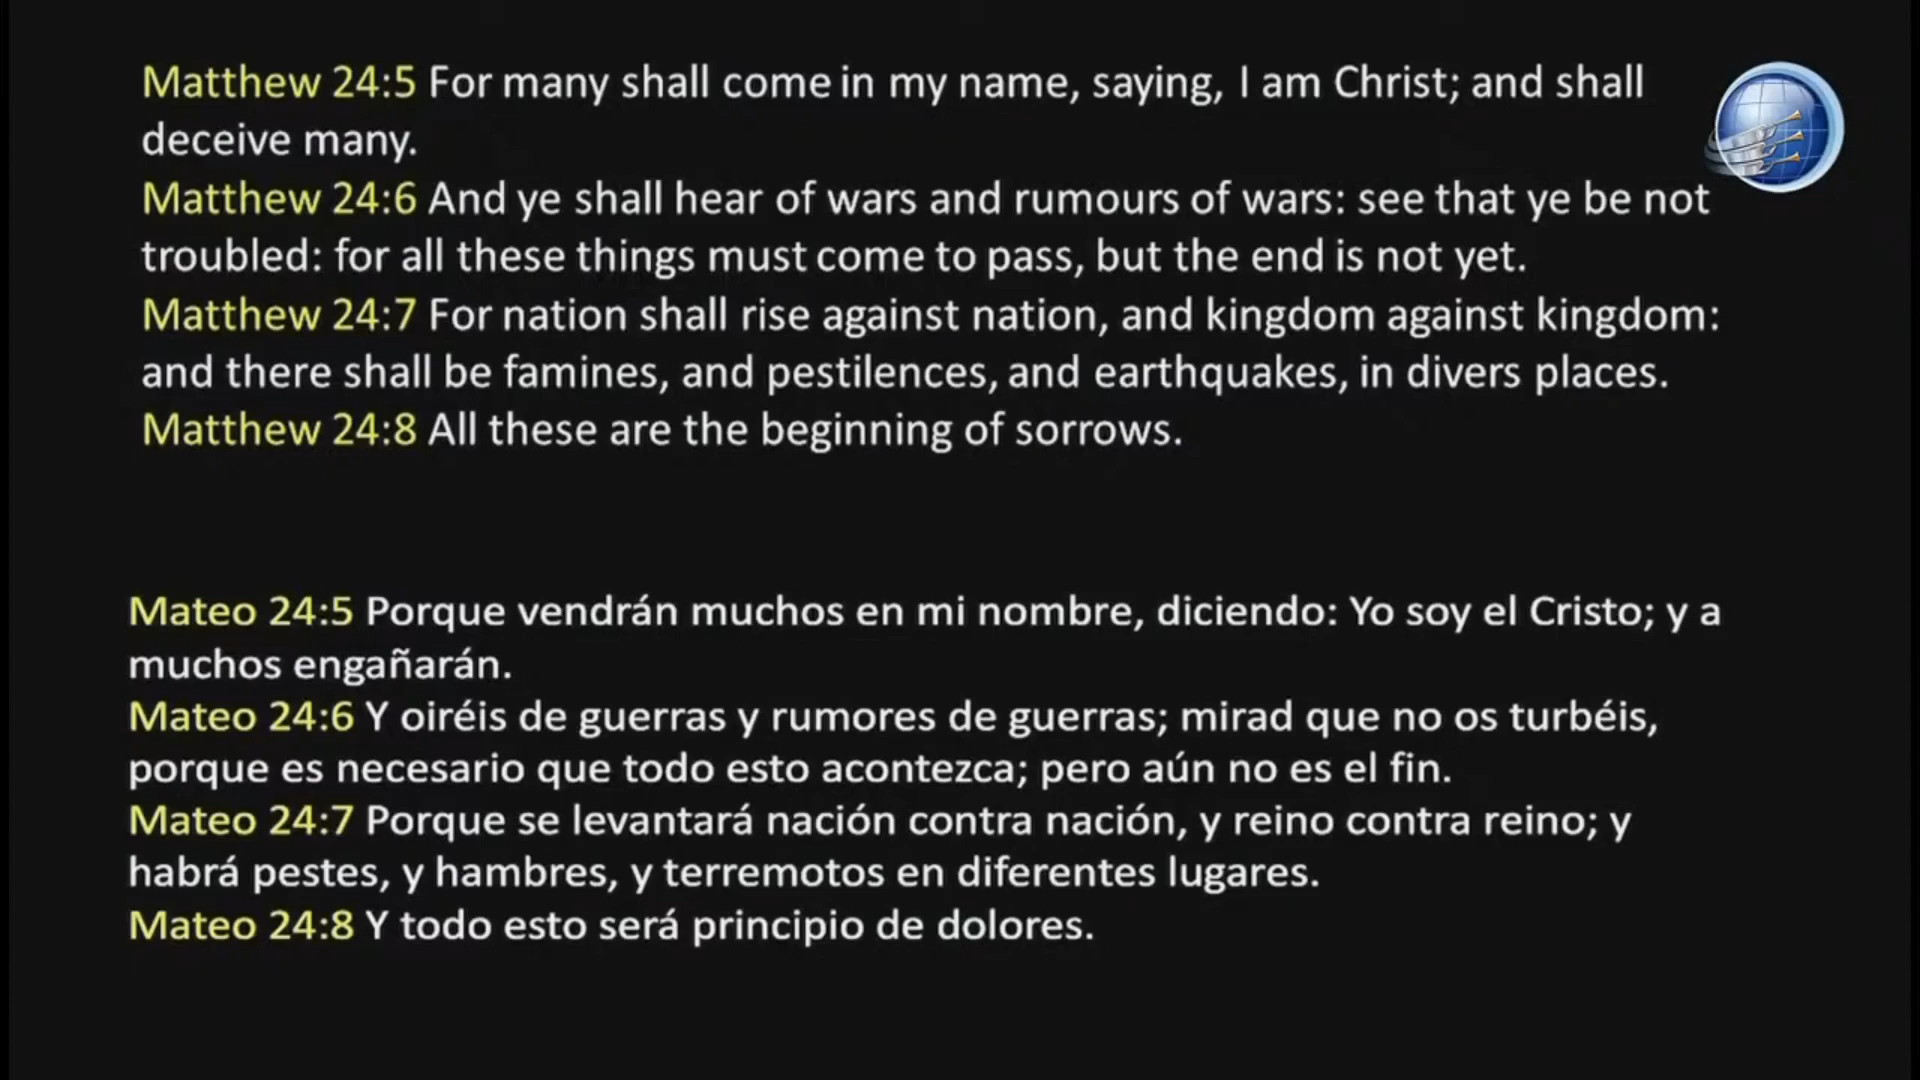 Matthew 24:5 For many shall come in my name, saying, I am Christ; and shall
deceive many.
Matthew 24:6 And ye shall hear of wars and rumours of wars: see that ye be not
troubled: for all these things must come to pass, but the end is not yet.
Matthew 24:7 For nation shall rise against nation, and kingdom against kingdom:
and there shall be famines, and pestilences, and earthquakes, in divers places.
Matthew 24:8 All these are the beginning of sorrows.
Mateo 24:5 Porque vendrán muchos en mi nombre, diciendo: Yo soy el Cristo; y a
muchos engañarán.
Mateo 24:6 Y oiréis de guerras y rumores de guerras; mirad que no os turbéis,
porque es necesario que todo esto acontezca; pero aún no es el fin.
Mateo 24:7 Porque se levantará nación contra nación, y reino contra reino; y
habrá pestes, y hambres, y terremotos en diferentes lugares.
Mateo 24:8 Y todo esto será principio de dolores.